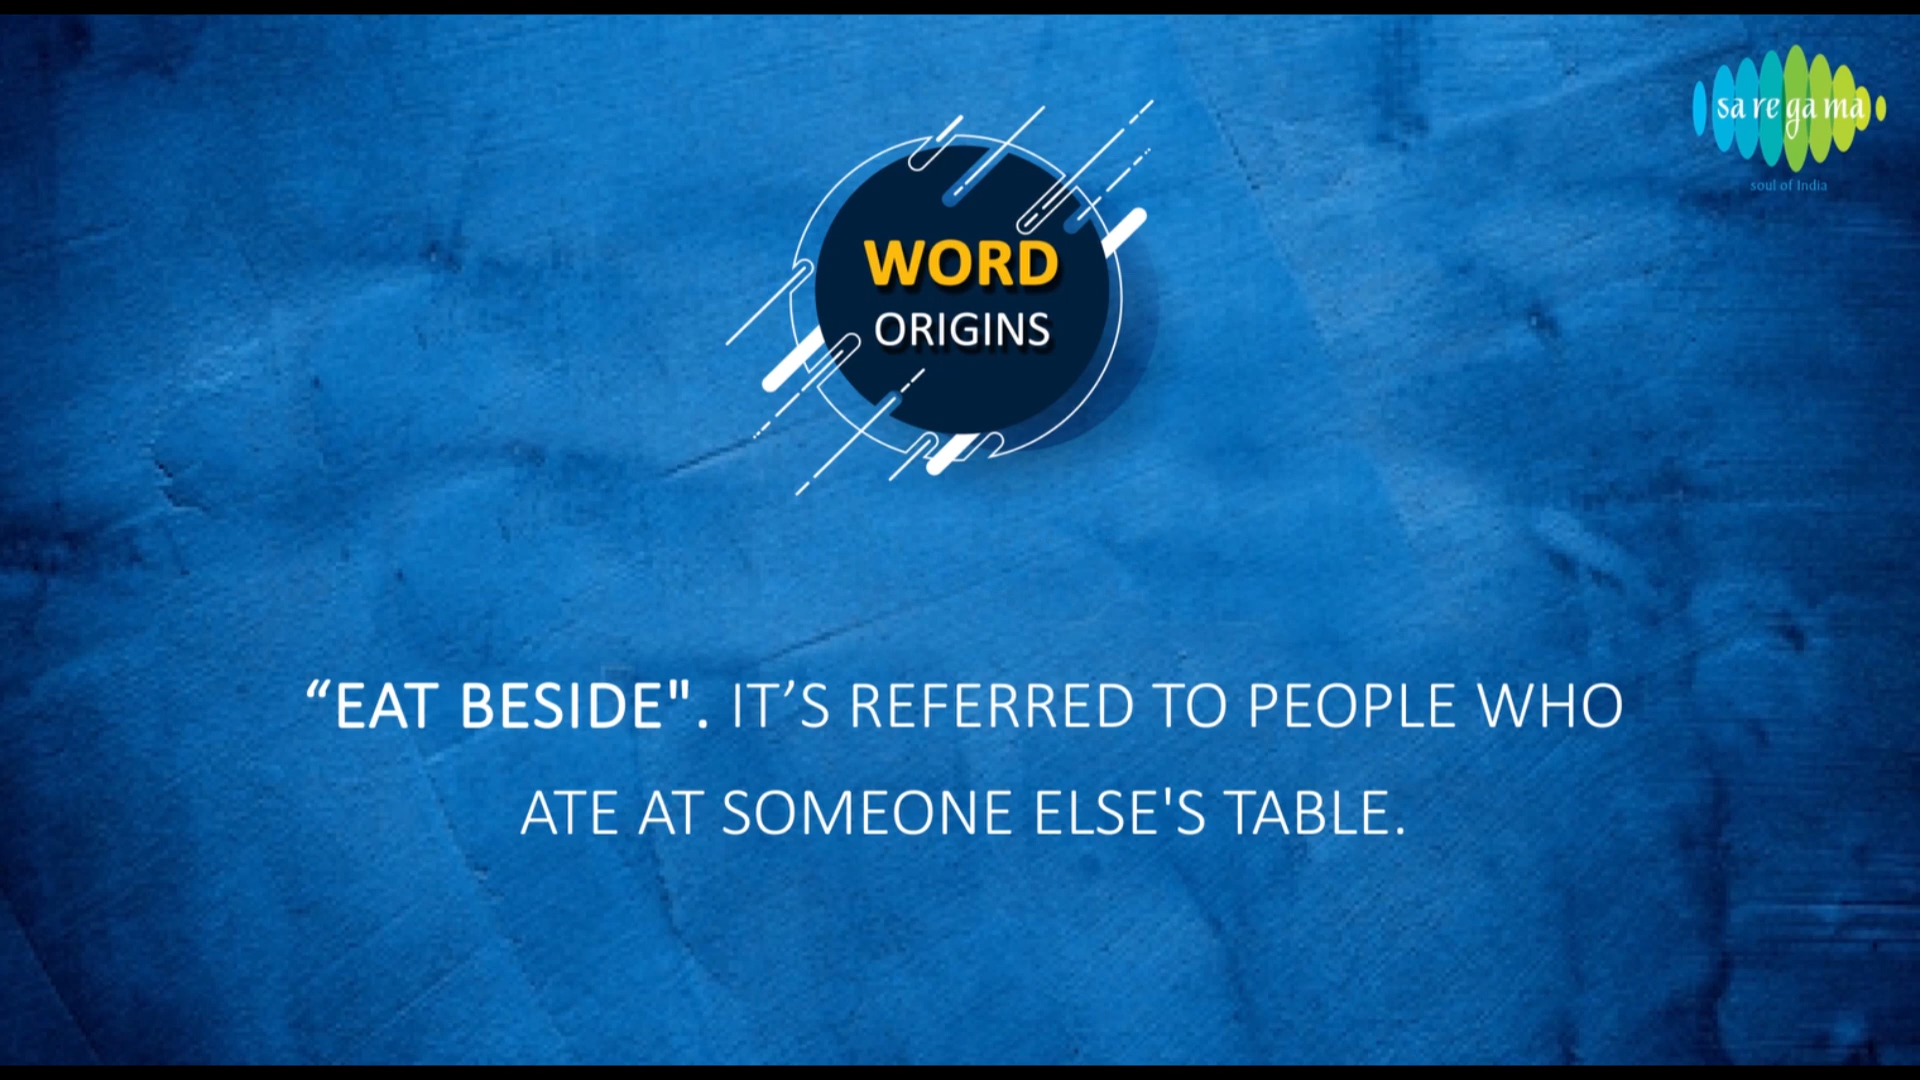 sa re ga ma
soul of India
WORD
ORIGINS
“EAT BESIDE". IT’S REFERRED TO PEOPLE WHO
ATE AT SOMEONE ELSE'S TABLE.